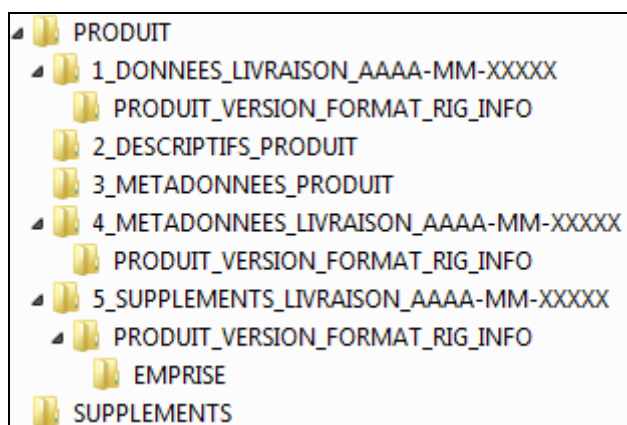 PRODUIT
1_DONNEES_LIVRAISON_AAAA-MM-XXXXX
PRODUIT_VERSION_FORMAT_RIG_INFO
2_DESCRIPTIFS_PRODUIT
3_METADONNEES_PRODUIT
4_METADONNEES_LIVRAISON_AAAA-MM-XXXXX
PRODUIT_VERSION_FORMAT_RIG_INFO
5_SUPPLEMENTS_LIVRAISON_AAAA-MM-XXXXX
PRODUIT_VERSION_FORMAT_RIG_INFO
EMPRISE
SUPPLEMENTS